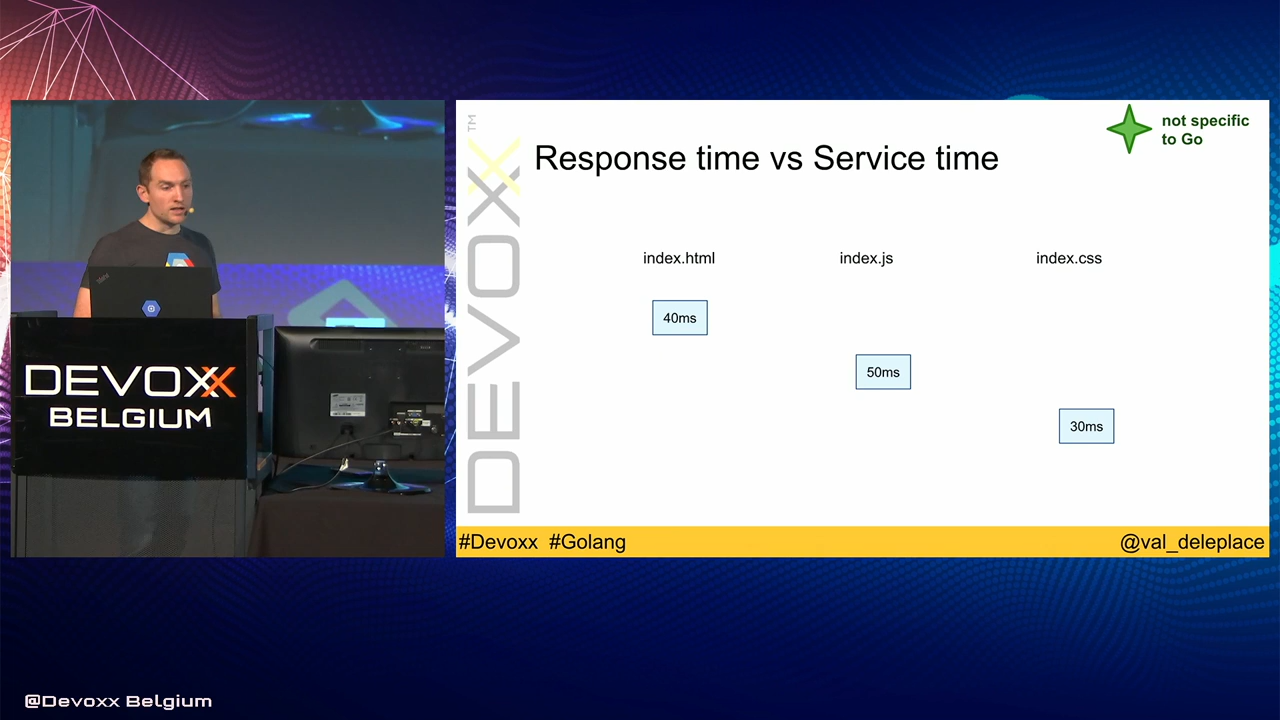 not specific
to Go
Response time vs Service time
DEVOXX™
index.html
index.js
index.css
40ms
50ms
30ms
#Devoxx #Golang
@val_deleplace
DEVOXX
BELGIUM
@Devoxx Belgium